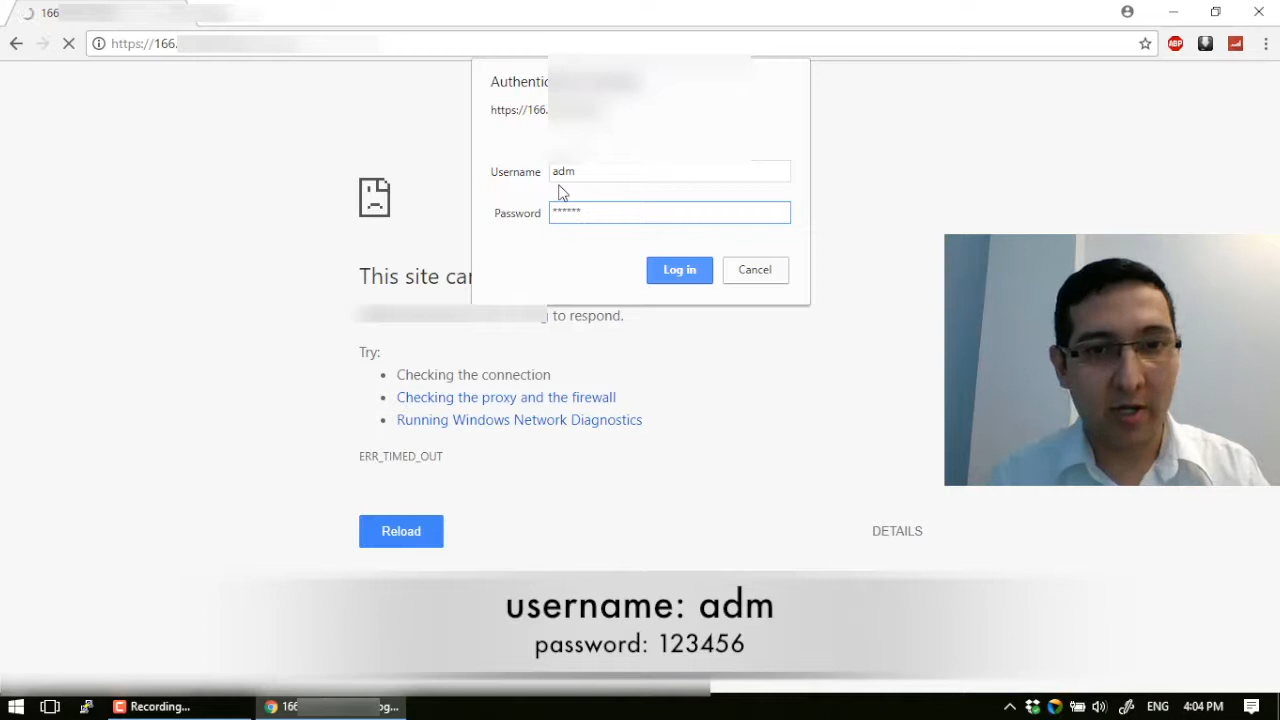 166
https://166.
ABP
Authentic
https://166.
Username adm
Password ******
Log in Cancel
This site ca
to respond.
Try:
Checking the connection
Checking the proxy and the firewall
Running Windows Network Diagnostics
ERR_TIMED_OUT
Reload DETAILS
username: adm
password: 123456
Recording... 166 og... ENG 4:04 PM